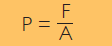 P = F/A